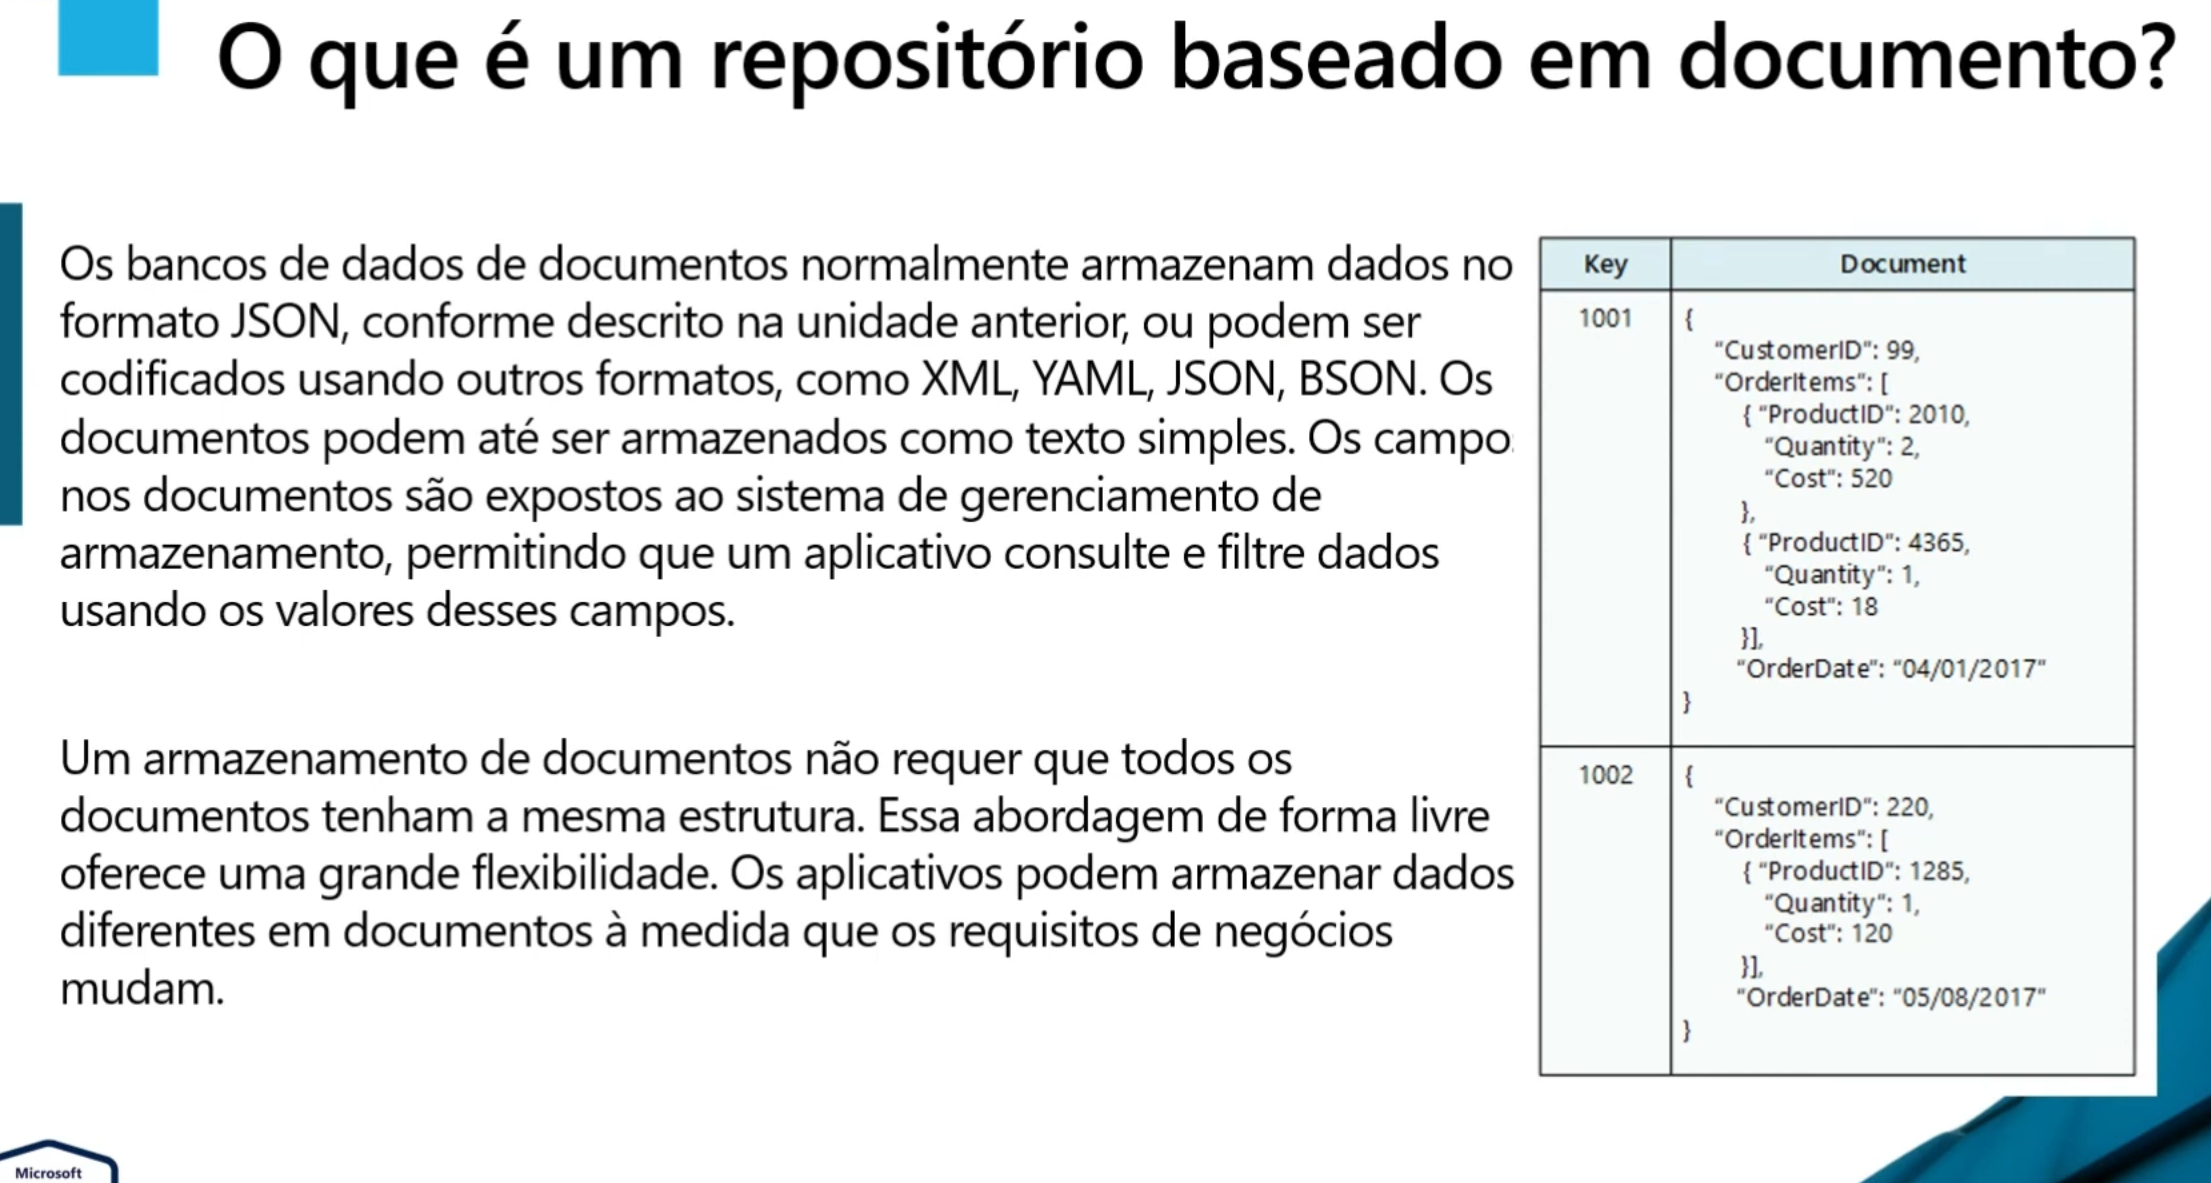 O que é um repositório baseado em documento?
Os bancos de dados de documentos normalmente armazenam dados no
formato JSON, conforme descrito na unidade anterior, ou podem ser
codificados usando outros formatos, como XML, YAML, JSON, BSON. Os
documentos podem até ser armazenados como texto simples. Os campo
nos documentos são expostos ao sistema de gerenciamento de
armazenamento, permitindo que um aplicativo consulte e filtre dados
usando os valores desses campos.
Um armazenamento de documentos não requer que todos os
documentos tenham a mesma estrutura. Essa abordagem de forma livre
oferece uma grande flexibilidade. Os aplicativos podem armazenar dados
diferentes em documentos à medida que os requisitos de negócios
mudam.
Key Document
1001 {
“CustomerID”: 99,
“OrderItems”: [
{ “ProductID”: 2010,
“Quantity”: 2,
“Cost”: 520
},
{ “ProductID”: 4365,
“Quantity”: 1,
“Cost”: 18
}],
“OrderDate”: “04/01/2017”
}
1002 {
“CustomerID”: 220,
“OrderItems”: [
{ “ProductID”: 1285,
“Quantity”: 1,
“Cost”: 120
}],
“OrderDate”: “05/08/2017”
}
Microsoft